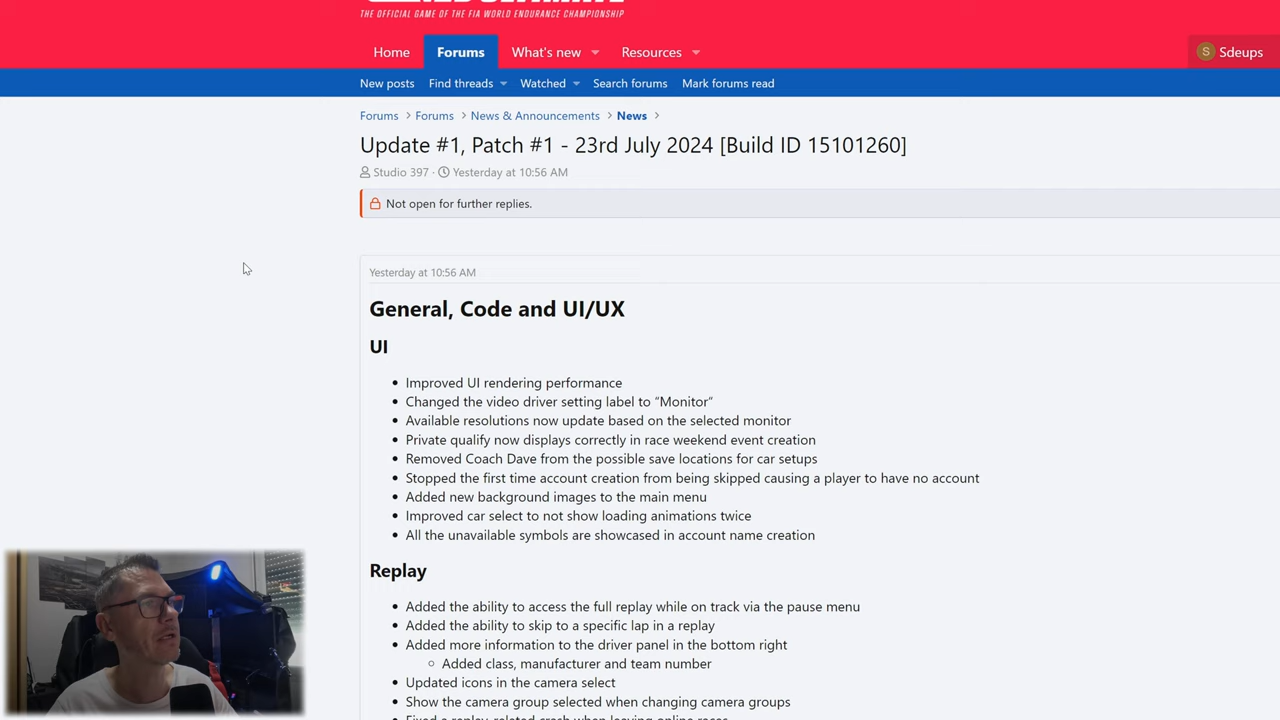 THE OFFICIAL GAME OF THE FIA WORLD ENDURANCE CHAMPIONSHIP
Home Forums What's new Resources S Sdeups
New posts Find threads Watched Search forums Mark forums read
Forums > Forums > News & Announcements > News >
Update #1, Patch #1 - 23rd July 2024 [Build ID 15101260]
Studio 397 · Yesterday at 10:56 AM
Not open for further replies.
Yesterday at 10:56 AM
General, Code and UI/UX
UI
• Improved UI rendering performance
• Changed the video driver setting label to "Monitor"
• Available resolutions now update based on the selected monitor
• Private qualify now displays correctly in race weekend event creation
• Removed Coach Dave from the possible save locations for car setups
• Stopped the first time account creation from being skipped causing a player to have no account
• Added new background images to the main menu
• Improved car select to not show loading animations twice
• All the unavailable symbols are showcased in account name creation
Replay
• Added the ability to access the full replay while on track via the pause menu
• Added the ability to skip to a specific lap in a replay
• Added more information to the driver panel in the bottom right
○ Added class, manufacturer and team number
• Updated icons in the camera select
• Show the camera group selected when changing camera groups
• Fixed a replay-related crash when leaving online races